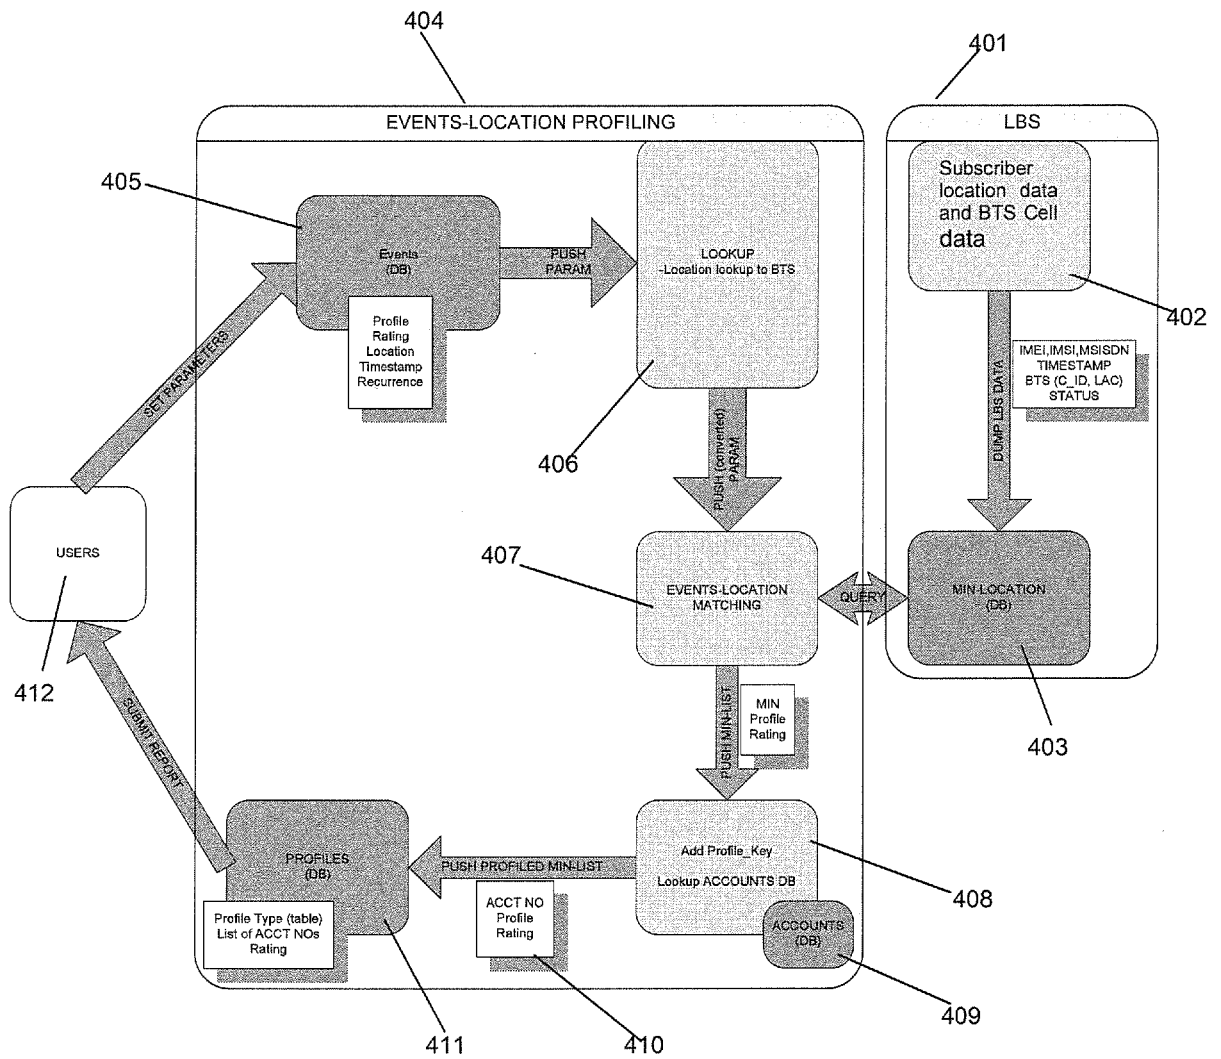 404
401
EVENTS-LOCATION PROFILING
LBS
405
Events
(DB)
Profile
Rating
Location
Timestamp
Recurrence
PUSH
PARAM
LOOKUP
-Location lookup to BTS
Subscriber
location data
and BTS Cell
data
402
SET PARAMETERS
406
PUSH (converted)
PARAM
DUMP LBS DATA
IMEI,IMSI,MSISDN
TIMESTAMP
BTS (C_ID, LAC)
STATUS
USERS
412
407
EVENTS-LOCATION
MATCHING
QUERY
MIN-LOCATION
(DB)
403
PUSH MIN-LIST
MIN
Profile
Rating
SUBMIT REPORT
PROFILES
(DB)
Profile Type (table)
List of ACCT NOs
Rating
411
PUSH PROFILED MIN-LIST
ACCT NO
Profile
Rating
410
Add Profile_Key
Lookup ACCOUNTS DB
408
ACCOUNTS
(DB)
409